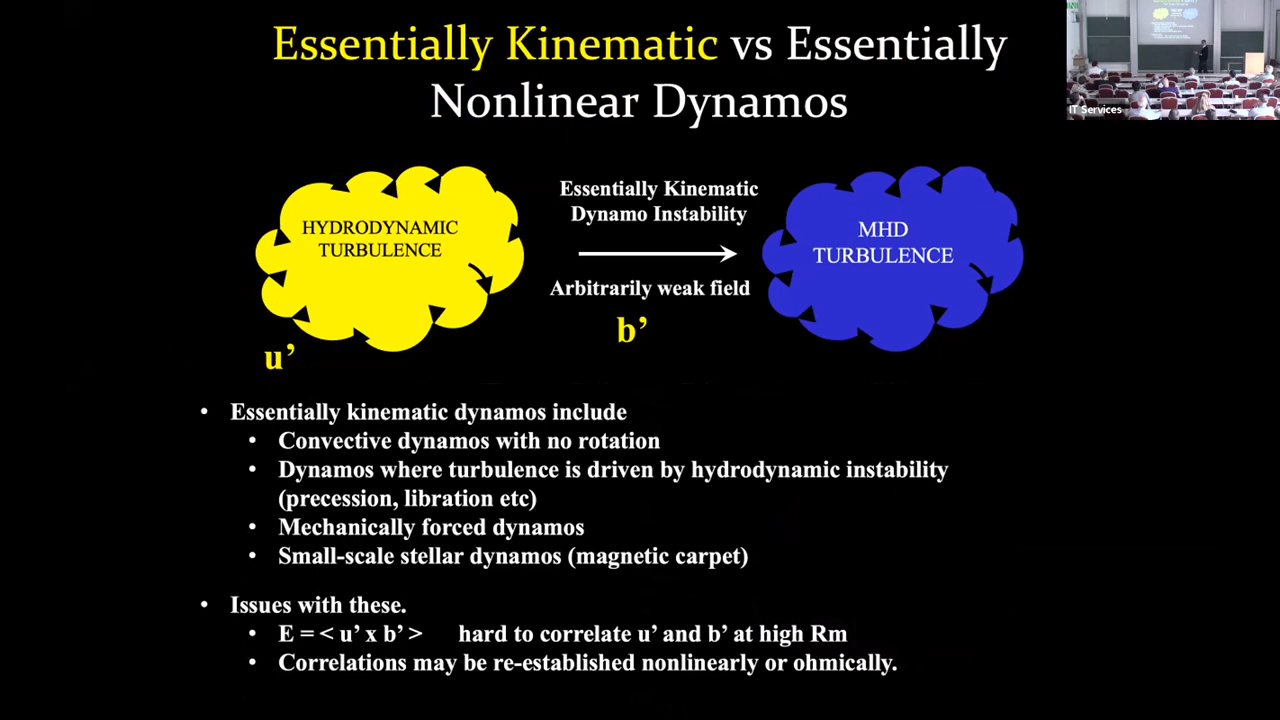 Essentially Kinematic vs Essentially
Nonlinear Dynamos
IT Services
HYDRODYNAMIC
TURBULENCE
u’
Essentially Kinematic
Dynamo Instability
Arbitrarily weak field
b’
MHD
TURBULENCE
• Essentially kinematic dynamos include
• Convective dynamos with no rotation
• Dynamos where turbulence is driven by hydrodynamic instability
(precession, libration etc)
• Mechanically forced dynamos
• Small-scale stellar dynamos (magnetic carpet)
• Issues with these.
• E = < u’ x b’ > hard to correlate u’ and b’ at high Rm
• Correlations may be re-established nonlinearly or ohmically.